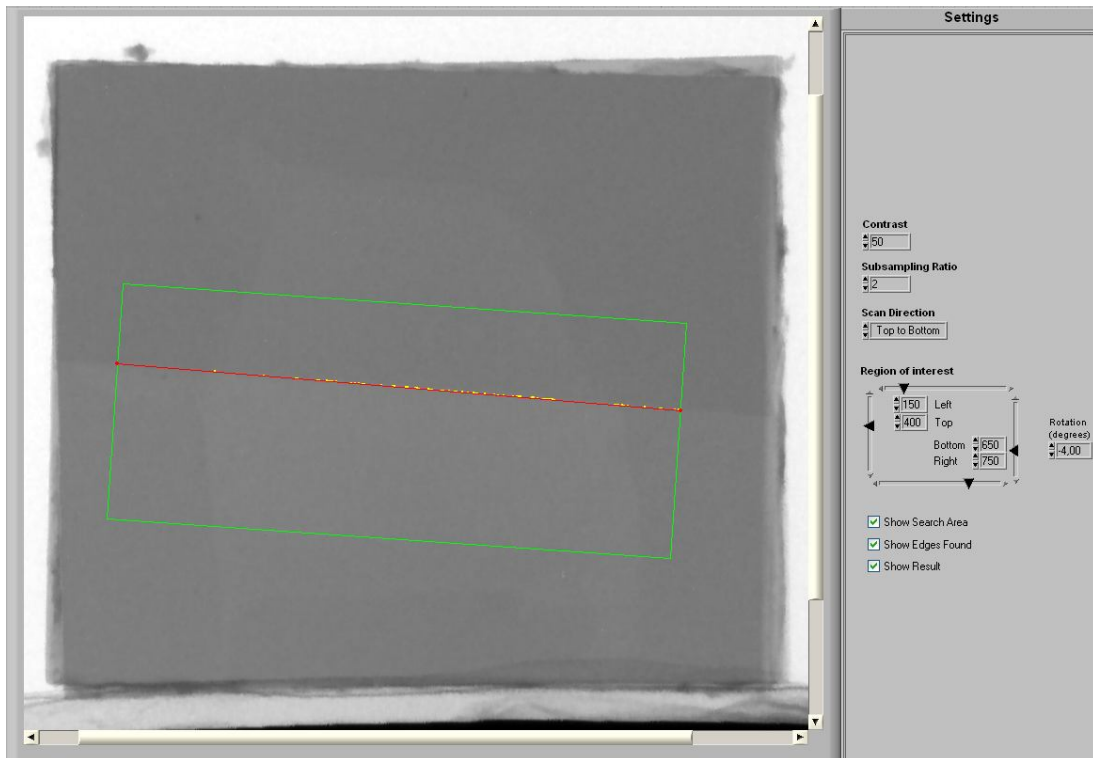 Settings
Contrast
50
Subsampling Ratio
2
Scan Direction
Top to Bottom
Region of interest
150 Left
400 Top
Bottom 650
Right 750
Rotation
(degrees)
-4,00
Show Search Area
Show Edges Found
Show Result